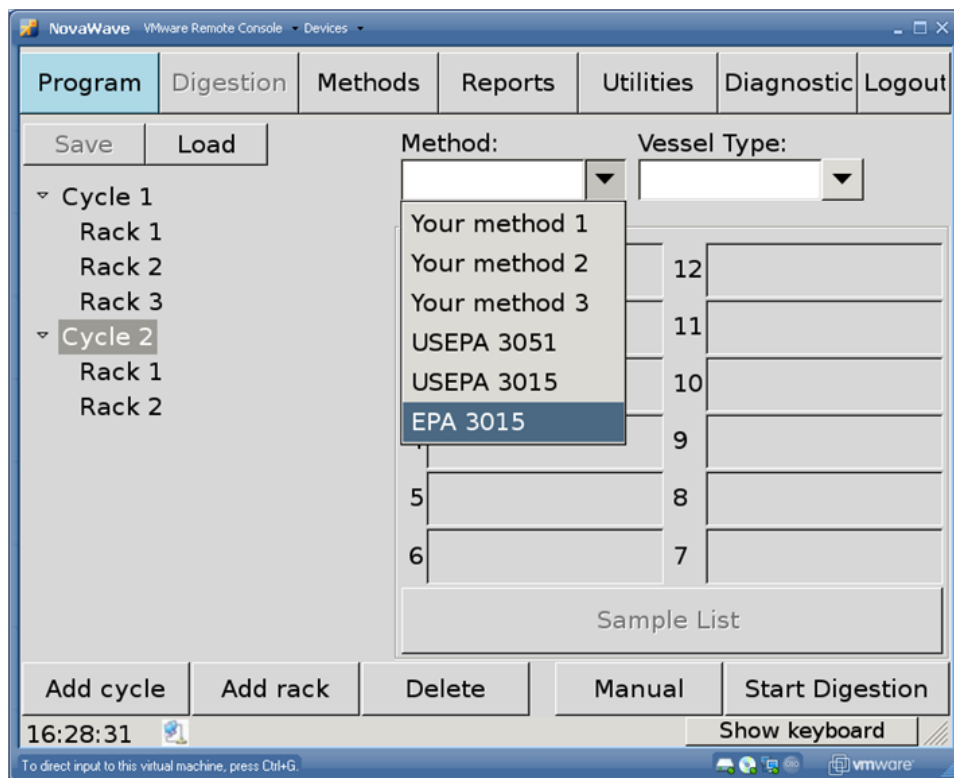 NovaWave VMware Remote Console Devices
Program Digestion Methods Reports Utilities Diagnostic Logout
Save Load
Method: Vessel Type:
Cycle 1
Rack 1
Rack 2
Rack 3
Cycle 2
Rack 1
Rack 2
Your method 1
Your method 2
Your method 3
USEPA 3051
USEPA 3015
EPA 3015
12
11
10
9
5 8
6 7
Sample List
Add cycle Add rack Delete Manual Start Digestion
16:28:31 Show keyboard
To direct input to this virtual machine, press Ctrl+G. vmware